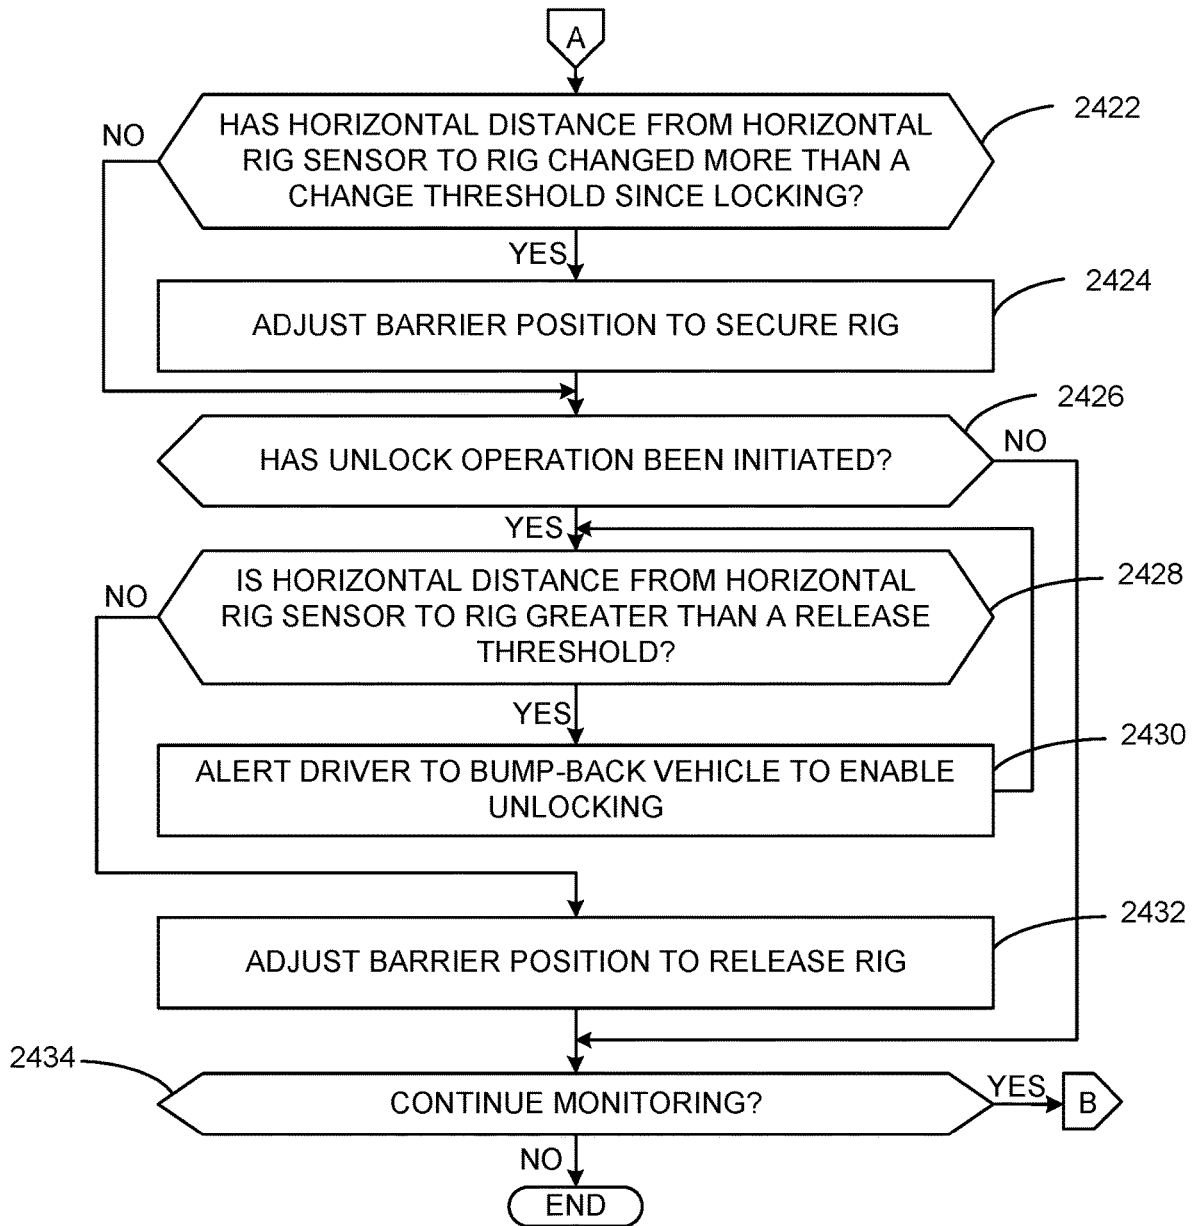 A
NO
HAS HORIZONTAL DISTANCE FROM HORIZONTAL
RIG SENSOR TO RIG CHANGED MORE THAN A
CHANGE THRESHOLD SINCE LOCKING?
2422
YES
ADJUST BARRIER POSITION TO SECURE RIG
2424
HAS UNLOCK OPERATION BEEN INITIATED?
2426
NO
YES
NO
IS HORIZONTAL DISTANCE FROM HORIZONTAL
RIG SENSOR TO RIG GREATER THAN A RELEASE
THRESHOLD?
2428
YES
ALERT DRIVER TO BUMP-BACK VEHICLE TO ENABLE
UNLOCKING
2430
ADJUST BARRIER POSITION TO RELEASE RIG
2432
2434
CONTINUE MONITORING?
YES
B
NO
END